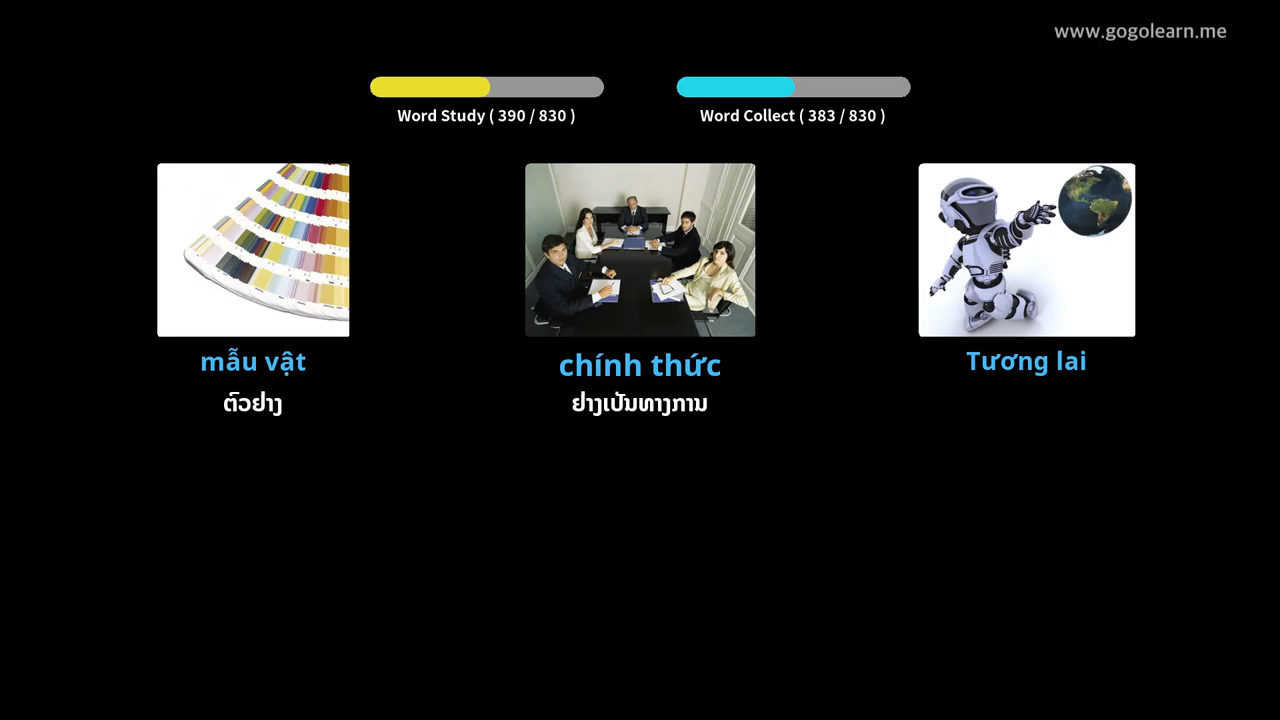 www.gogolearn.me
Word Study ( 390 / 830 )
Word Collect ( 383 / 830 )
mẫu vật
ຕົວຢ່າງ
chính thức
ຢ່າງເປັນທາງການ
Tương lai